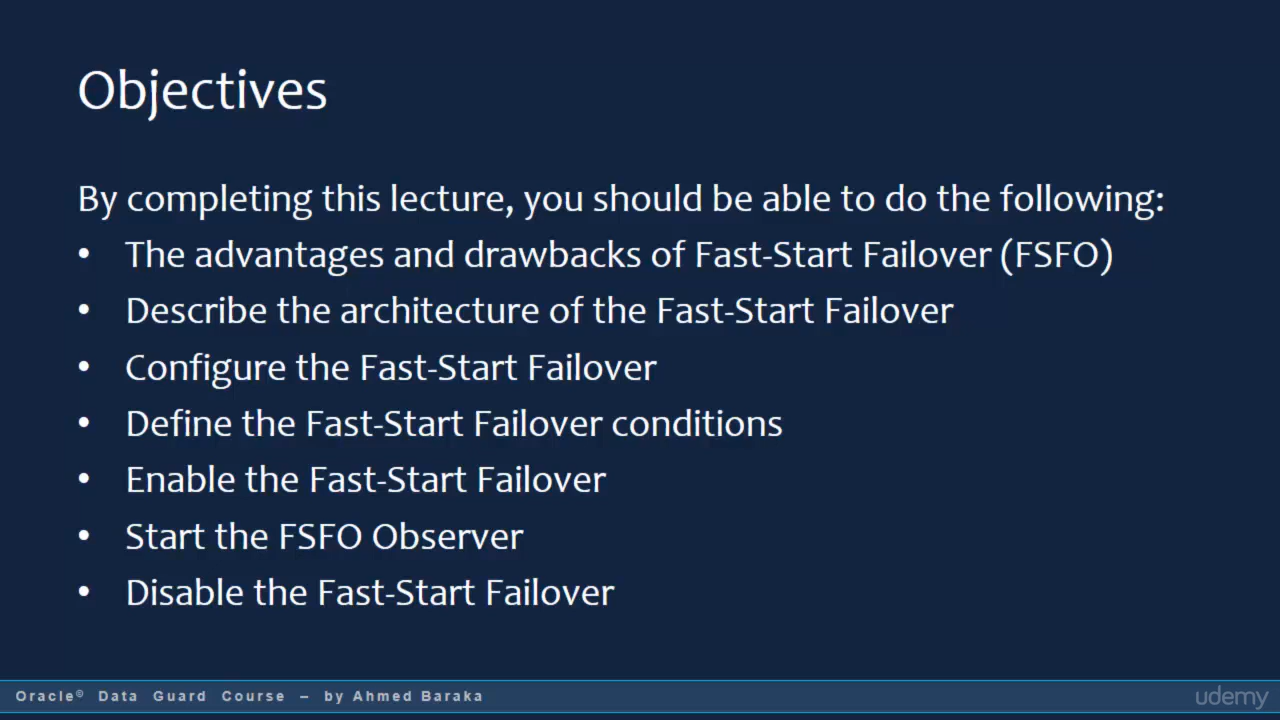 Objectives
By completing this lecture, you should be able to do the following:
• The advantages and drawbacks of Fast-Start Failover (FSFO)
• Describe the architecture of the Fast-Start Failover
• Configure the Fast-Start Failover
• Define the Fast-Start Failover conditions
• Enable the Fast-Start Failover
• Start the FSFO Observer
• Disable the Fast-Start Failover
Oracle© Data Guard Course – by Ahmed Baraka
udemy